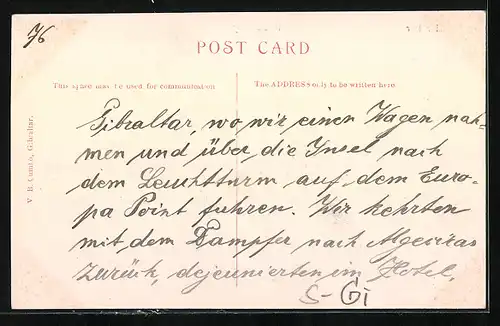 76
POST CARD
This space may be used for communication
The ADDRESS only to be written here
V. B. Cumbo, Gibraltar.
Gibraltar, wo wir einen Wagen nah-
men und über die Insel nach
dem Leuchtturm auf dem Euro-
pa Point fuhren. Wir kehrten
mit dem Dampfer nach Algeciras
zurück, dejeunierten im Hotel.
S-Gi